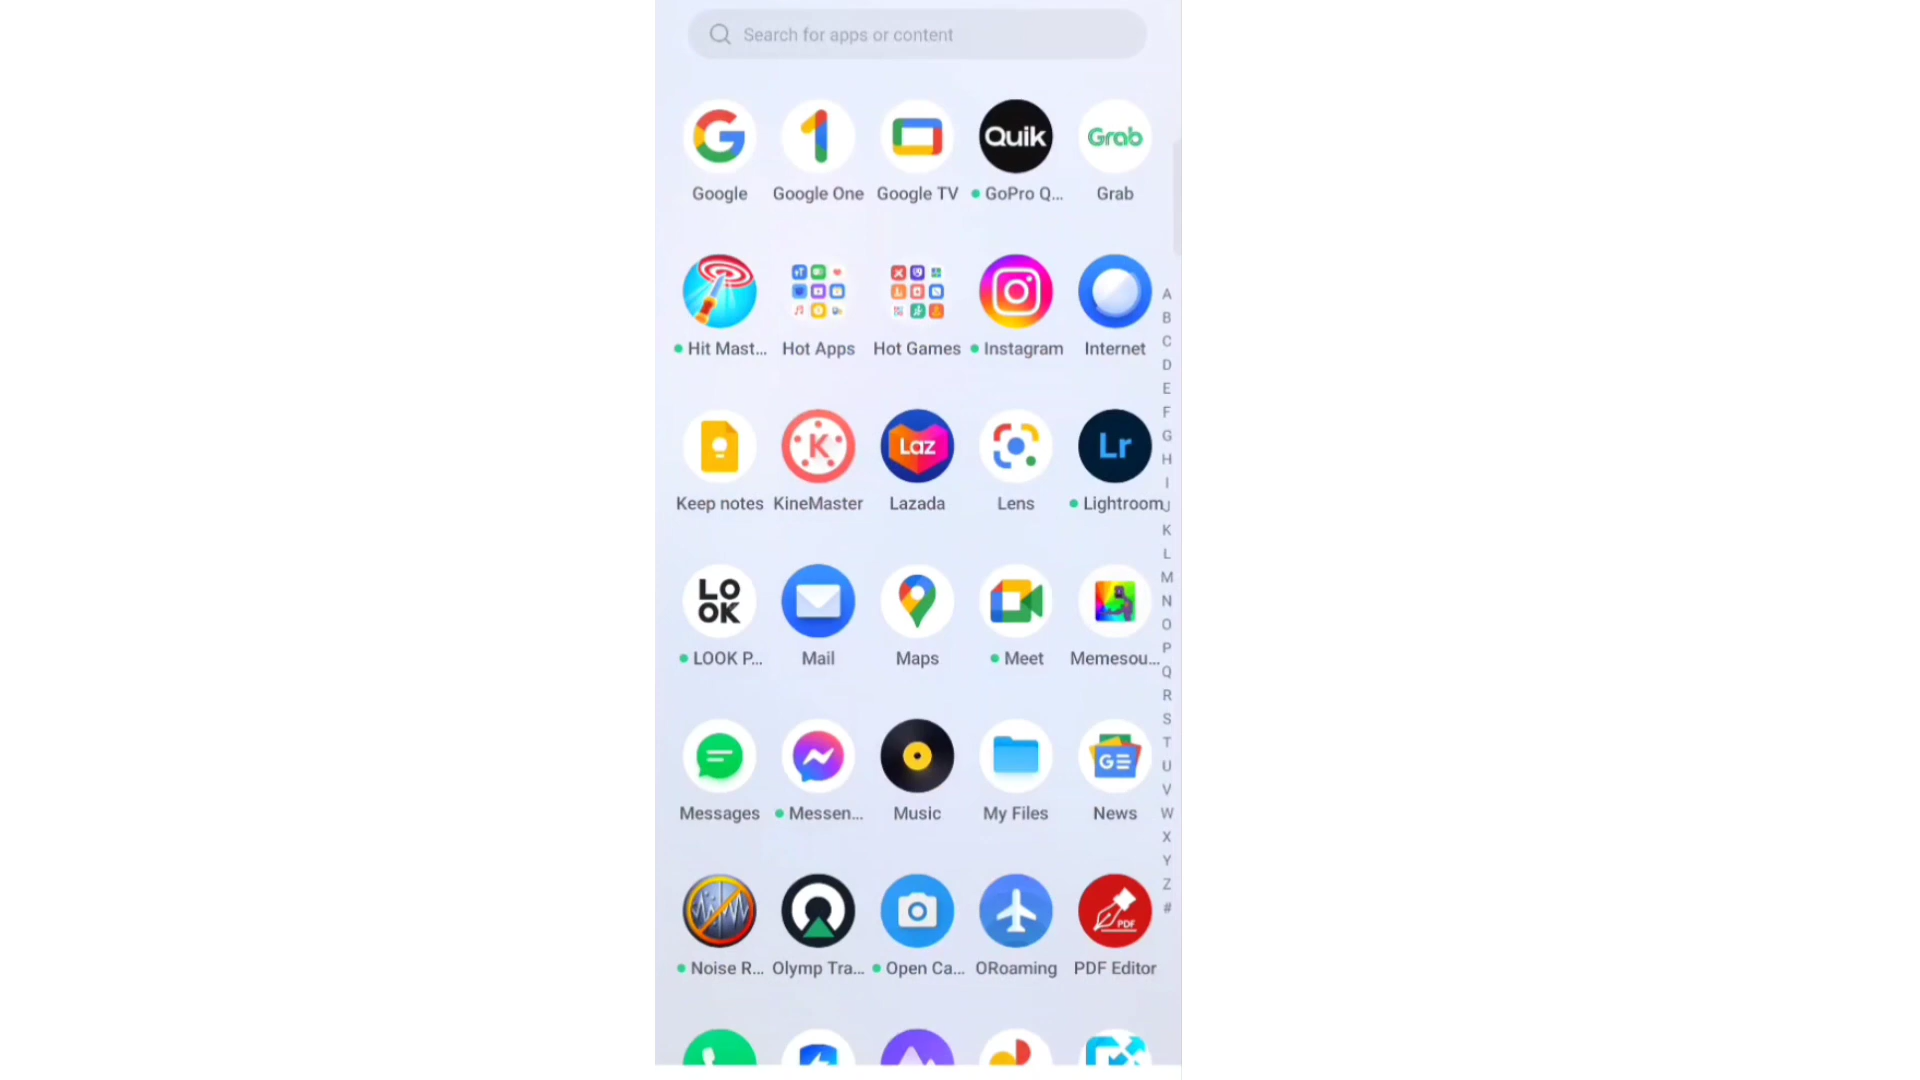 Search for apps or content
Quik
Grab
Google
Google One
Google TV
GoPro Q...
Grab
Hit Mast...
Hot Apps
Hot Games
Instagram
Internet
A
B
C
D
E
F
G
H
I
J
K
L
M
N
O
P
Q
R
S
T
U
V
W
X
Y
Z
#
K
Laz
Lr
Keep notes
KineMaster
Lazada
Lens
Lightroom
LO
OK
LOOK P...
Mail
Maps
Meet
Memesou...
GE
Messages
Messen...
Music
My Files
News
PDF
Noise R...
Olymp Tra...
Open Ca...
ORoaming
PDF Editor